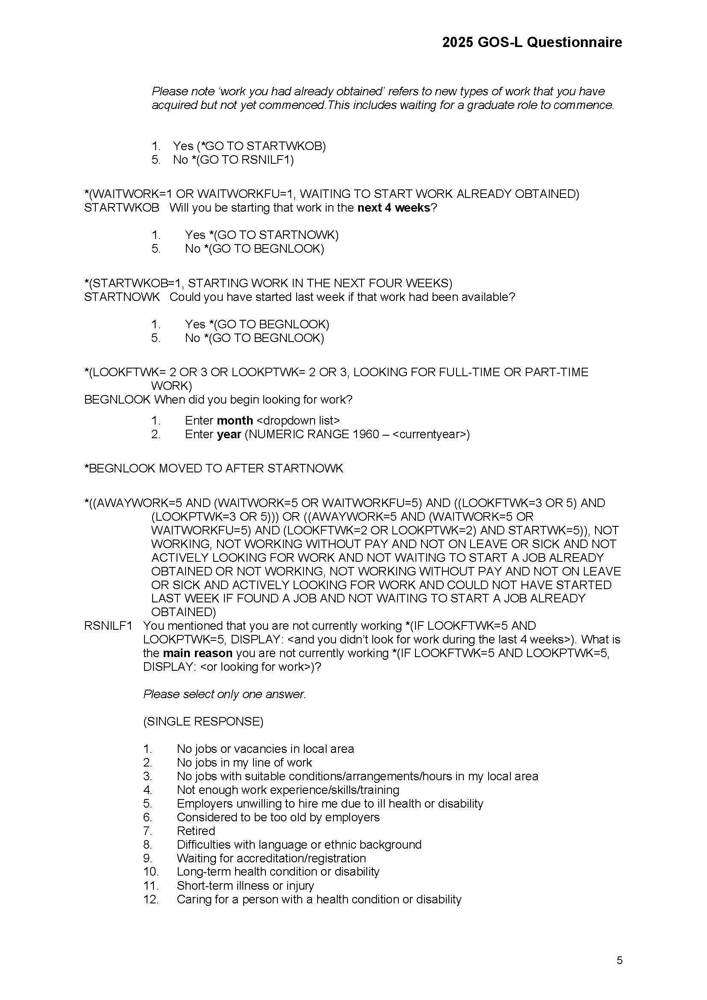 2025 GOS-L Questionnaire
Please note ‘work you had already obtained’ refers to new types of work that you have
acquired but not yet commenced. This includes waiting for a graduate role to commence.
1. Yes (*GO TO STARTWKOB)
5. No *(GO TO RSNILF1)
*(WAITWORK=1 OR WAITWORKFU=1, WAITING TO START WORK ALREADY OBTAINED)
STARTWKOB Will you be starting that work in the next 4 weeks?
1. Yes *(GO TO STARTNOWK)
5. No *(GO TO BEGNLOOK)
*(STARTWKOB=1, STARTING WORK IN THE NEXT FOUR WEEKS)
STARTNOWK Could you have started last week if that work had been available?
1. Yes *(GO TO BEGNLOOK)
5. No *(GO TO BEGNLOOK)
*(LOOKFTWK= 2 OR 3 OR LOOKPTWK= 2 OR 3, LOOKING FOR FULL-TIME OR PART-TIME
WORK)
BEGNLOOK When did you begin looking for work?
1. Enter month <dropdown list>
2. Enter year (NUMERIC RANGE 1960 – <currentyear>)
*BEGNLOOK MOVED TO AFTER STARTNOWK
*((AWAYWORK=5 AND (WAITWORK=5 OR WAITWORKFU=5) AND ((LOOKFTWK=3 OR 5) AND
(LOOKPTWK=3 OR 5))) OR ((AWAYWORK=5 AND (WAITWORK=5 OR
WAITWORKFU=5) AND (LOOKFTWK=2 OR LOOKPTWK=2) AND STARTWK=5)), NOT
WORKING, NOT WORKING WITHOUT PAY AND NOT ON LEAVE OR SICK AND NOT
ACTIVELY LOOKING FOR WORK AND NOT WAITING TO START A JOB ALREADY
OBTAINED OR NOT WORKING, NOT WORKING WITHOUT PAY AND NOT ON LEAVE
OR SICK AND ACTIVELY LOOKING FOR WORK AND COULD NOT HAVE STARTED
LAST WEEK IF FOUND A JOB AND NOT WAITING TO START A JOB ALREADY
OBTAINED)
RSNILF1 You mentioned that you are not currently working *(IF LOOKFTWK=5 AND
LOOKPTWK=5, DISPLAY: <and you didn’t look for work during the last 4 weeks>). What is
the main reason you are not currently working *(IF LOOKFTWK=5 AND LOOKPTWK=5,
DISPLAY: <or looking for work>)?
Please select only one answer.
(SINGLE RESPONSE)
1. No jobs or vacancies in local area
2. No jobs in my line of work
3. No jobs with suitable conditions/arrangements/hours in my local area
4. Not enough work experience/skills/training
5. Employers unwilling to hire me due to ill health or disability
6. Considered to be too old by employers
7. Retired
8. Difficulties with language or ethnic background
9. Waiting for accreditation/registration
10. Long-term health condition or disability
11. Short-term illness or injury
12. Caring for a person with a health condition or disability
5